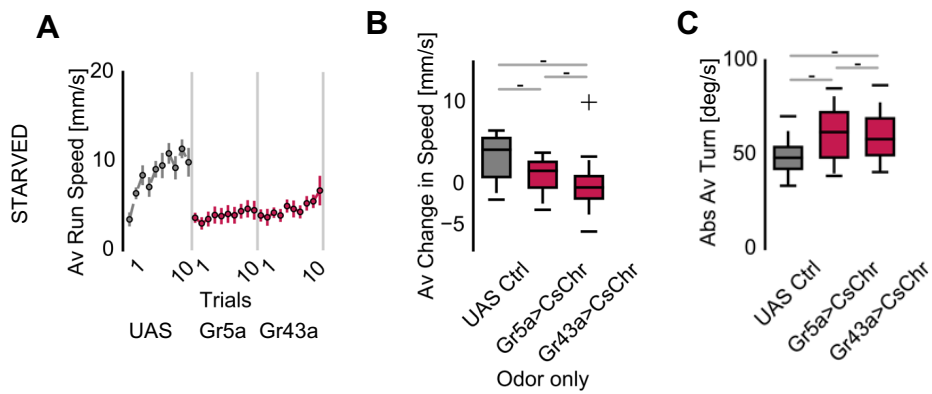 A
STARVED
Av Run Speed [mm/s]
20
10
0
1
10
1
10
1
10
Trials
UAS
Gr5a
Gr43a
B
Av Change in Speed [mm/s]
10
0
−5
-
-
-
UAS Ctrl
Gr5a>CsChr
Gr43a>CsChr
Odor only
C
Abs Av Turn [deg/s]
100
50
0
-
-
-
UAS Ctrl
Gr5a>CsChr
Gr43a>CsChr